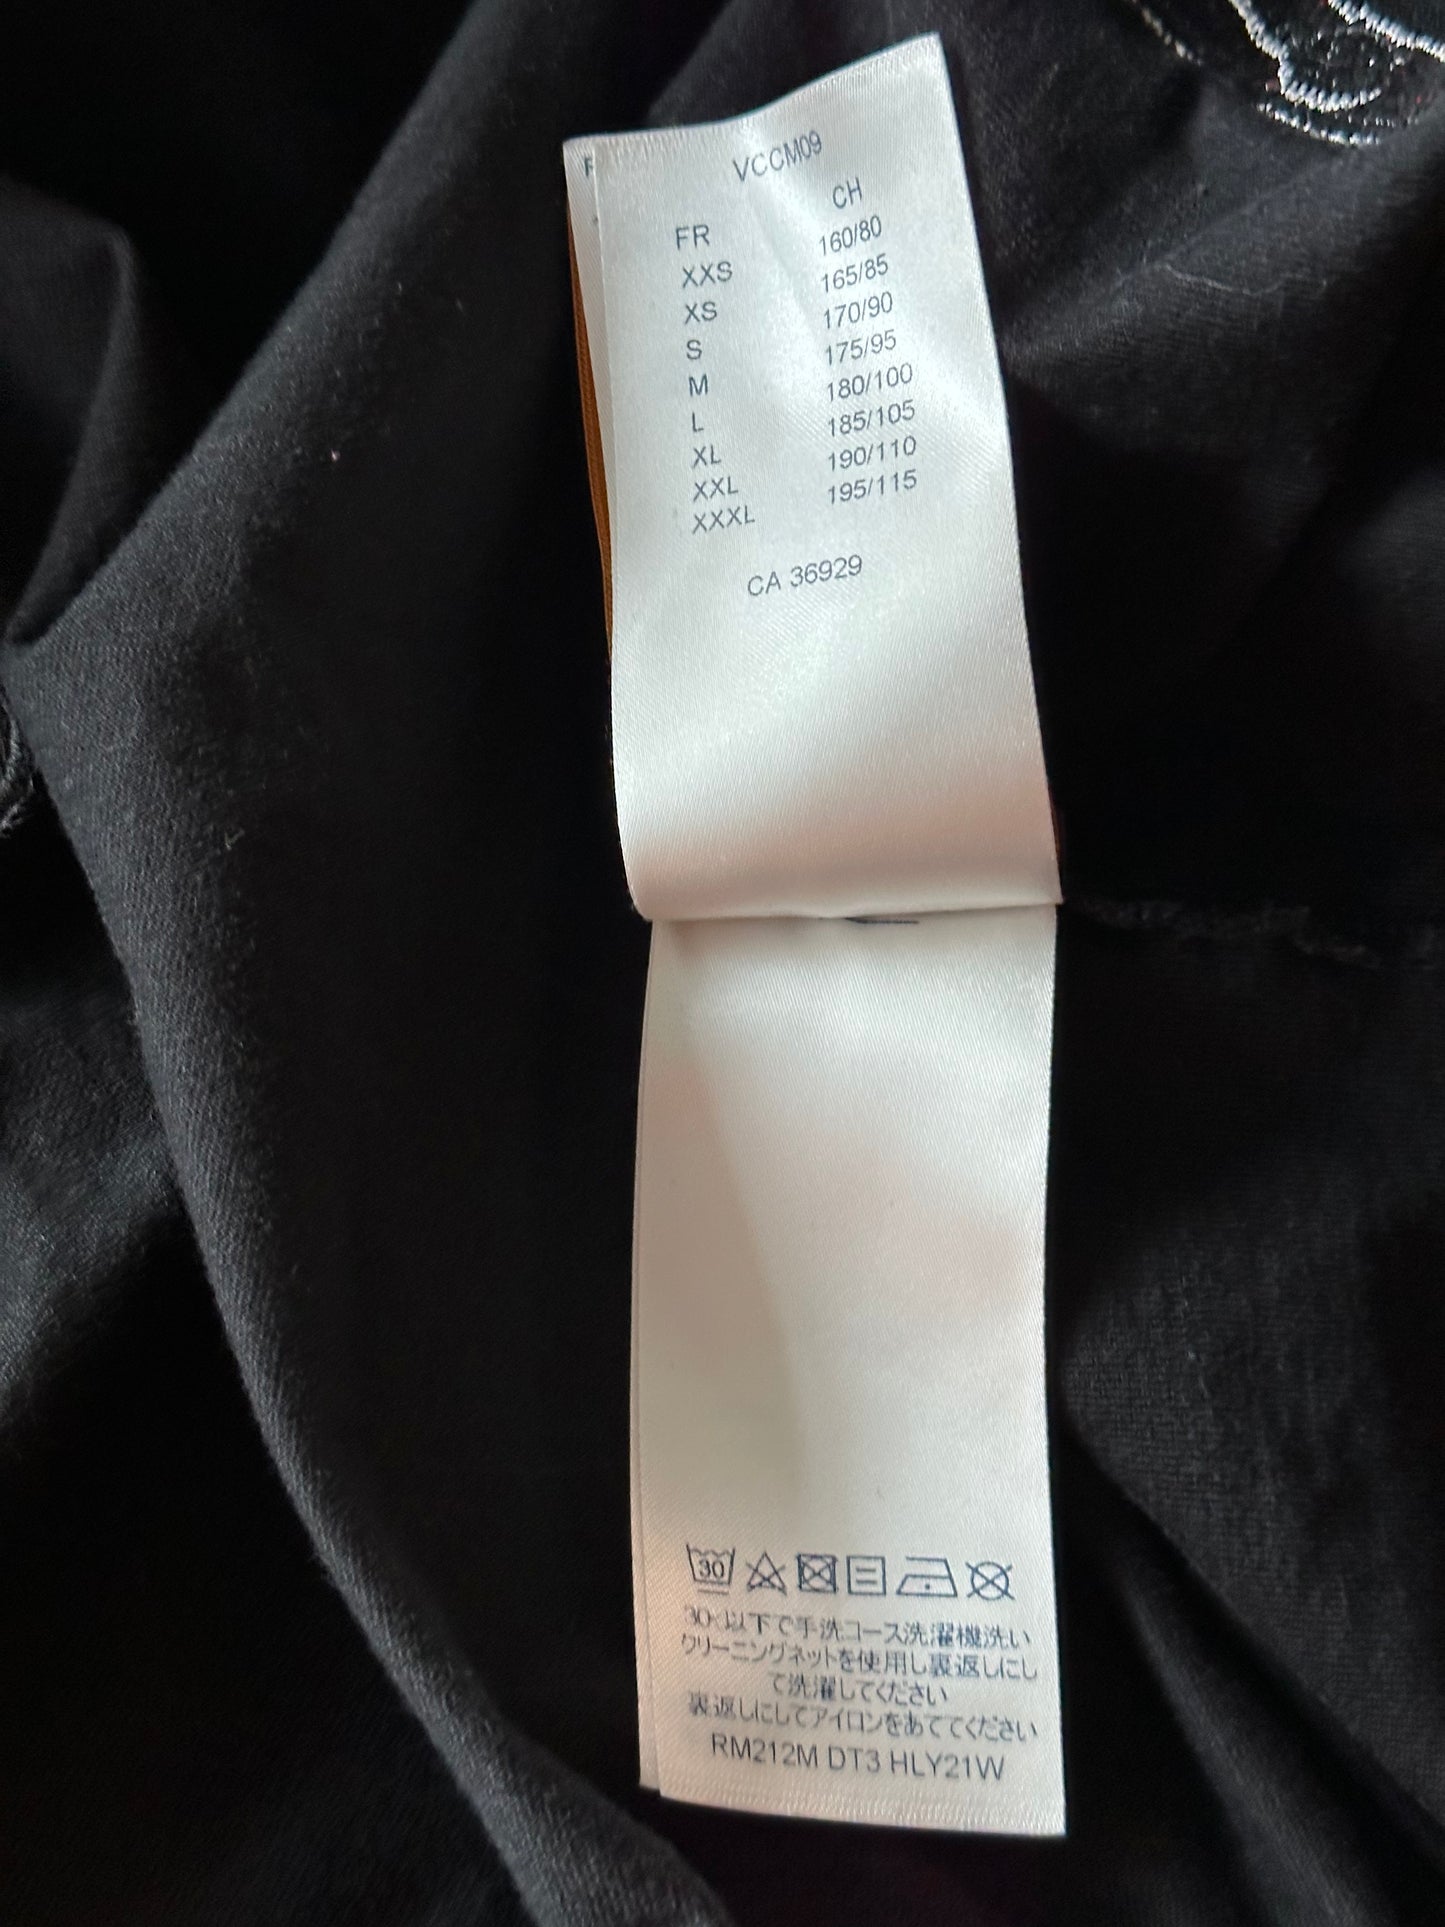 VCCM09
FR CH
XXS 160/80
XS 165/85
S 170/90
M 175/95
L 180/100
XL 185/105
XXL 190/110
XXXL 195/115
CA 36929
30
30<以下で手洗コース洗濯機洗い
クリーニングネットを使用し裏返しにし
て洗濯してください
裏返しにしてアイロンをあててください
RM212M DT3 HLY21W